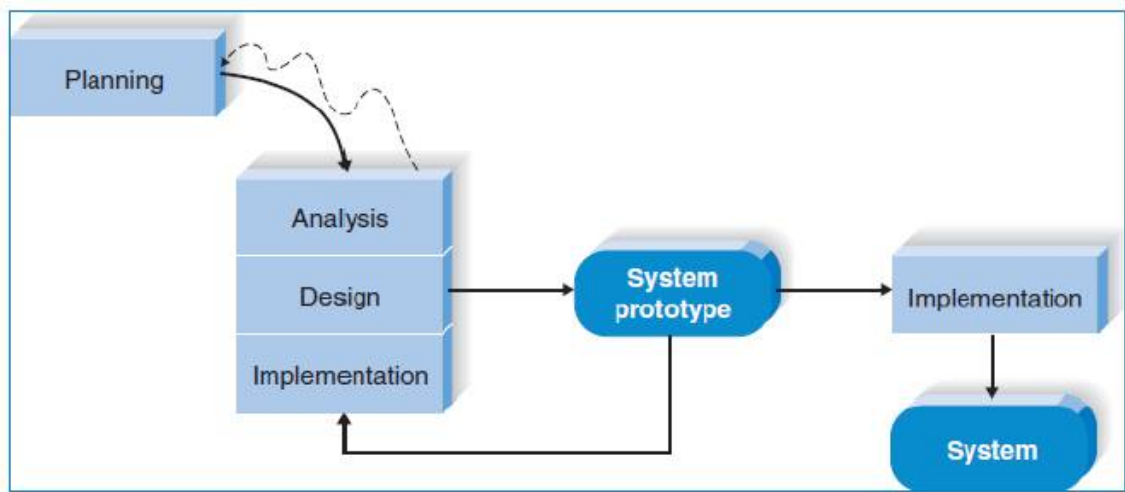 Planning
Analysis
Design
Implementation
System
prototype
Implementation
System